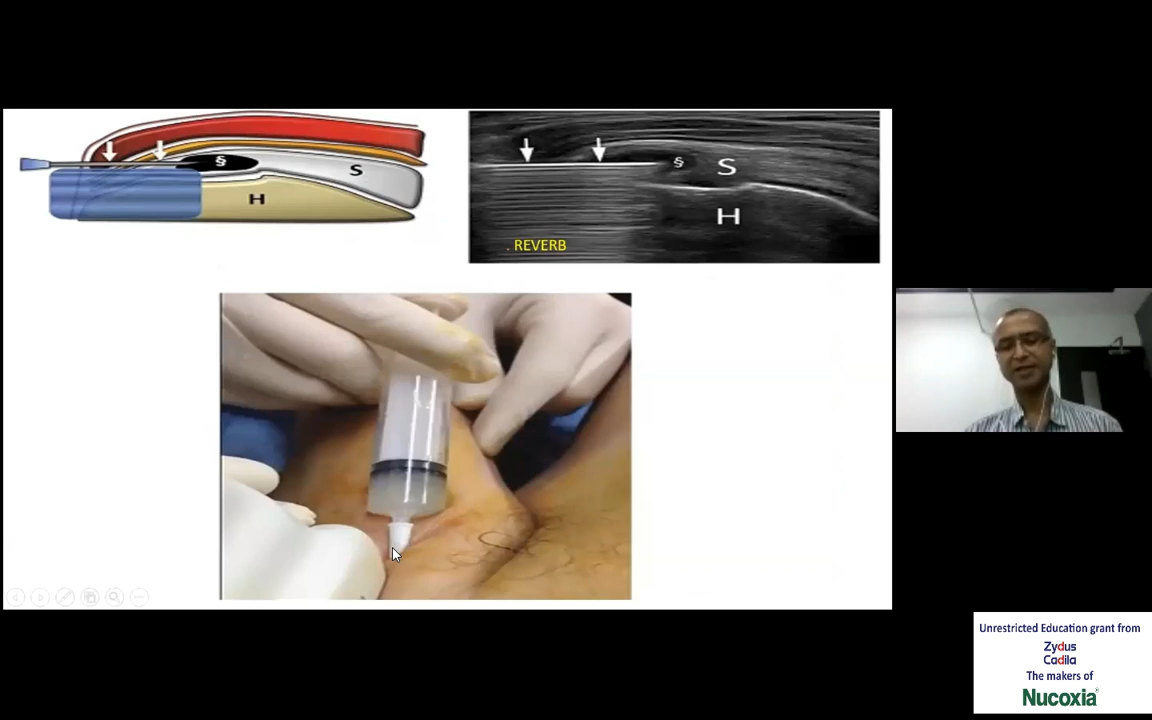 §
S
H
§
S
H
. REVERB
Unrestricted Education grant from
Zydus
Cadila
The makers of
Nucoxia